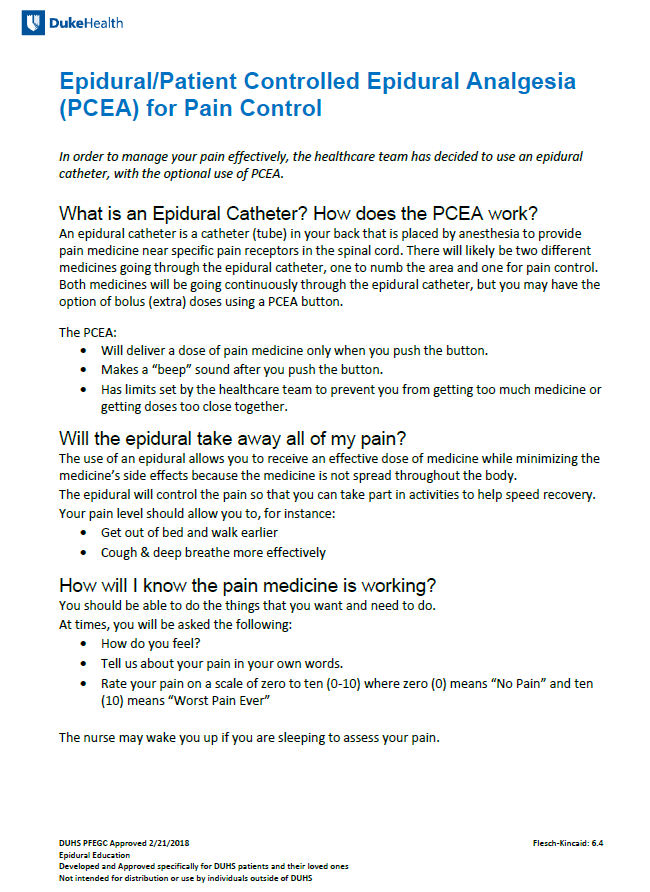 DukeHealth
Epidural/Patient Controlled Epidural Analgesia
(PCEA) for Pain Control
In order to manage your pain effectively, the healthcare team has decided to use an epidural
catheter, with the optional use of PCEA.
What is an Epidural Catheter? How does the PCEA work?
An epidural catheter is a catheter (tube) in your back that is placed by anesthesia to provide
pain medicine near specific pain receptors in the spinal cord. There will likely be two different
medicines going through the epidural catheter, one to numb the area and one for pain control.
Both medicines will be going continuously through the epidural catheter, but you may have the
option of bolus (extra) doses using a PCEA button.
The PCEA:
• Will deliver a dose of pain medicine only when you push the button.
• Makes a “beep” sound after you push the button.
• Has limits set by the healthcare team to prevent you from getting too much medicine or
getting doses too close together.
Will the epidural take away all of my pain?
The use of an epidural allows you to receive an effective dose of medicine while minimizing the
medicine’s side effects because the medicine is not spread throughout the body.
The epidural will control the pain so that you can take part in activities to help speed recovery.
Your pain level should allow you to, for instance:
• Get out of bed and walk earlier
• Cough & deep breathe more effectively
How will I know the pain medicine is working?
You should be able to do the things that you want and need to do.
At times, you will be asked the following:
• How do you feel?
• Tell us about your pain in your own words.
• Rate your pain on a scale of zero to ten (0-10) where zero (0) means “No Pain” and ten
(10) means “Worst Pain Ever”
The nurse may wake you up if you are sleeping to assess your pain.
DUHS PFEGC Approved 2/21/2018 Flesch-Kincaid: 6.4
Epidural Education
Developed and Approved specifically for DUHS patients and their loved ones
Not intended for distribution or use by individuals outside of DUHS